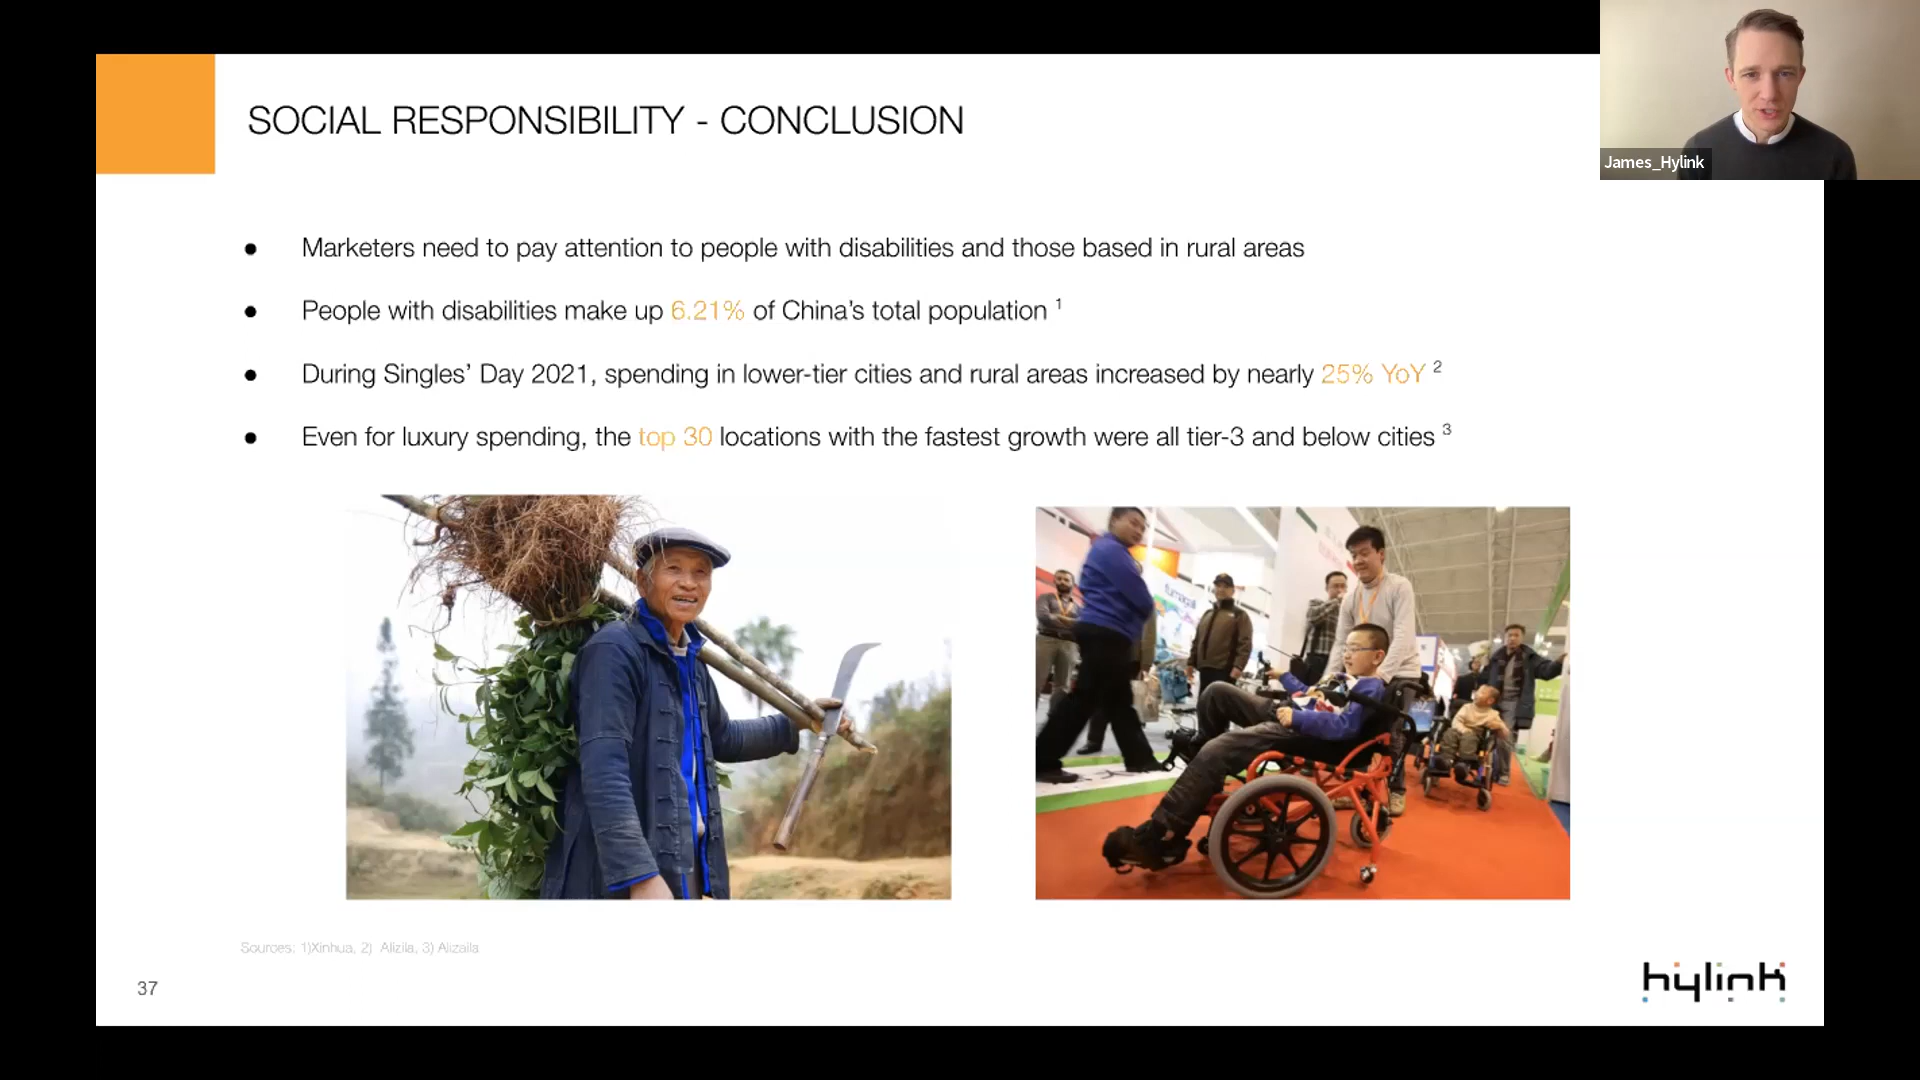 SOCIAL RESPONSIBILITY - CONCLUSION
James_Hylink
● Marketers need to pay attention to people with disabilities and those based in rural areas
● People with disabilities make up 6.21% of China's total population 1
● During Singles' Day 2021, spending in lower-tier cities and rural areas increased by nearly 25% YoY 2
● Even for luxury spending, the top 30 locations with the fastest growth were all tier-3 and below cities 3
Sources: 1)Xinhua, 2) Alizila, 3) Alizaila
37
hylink